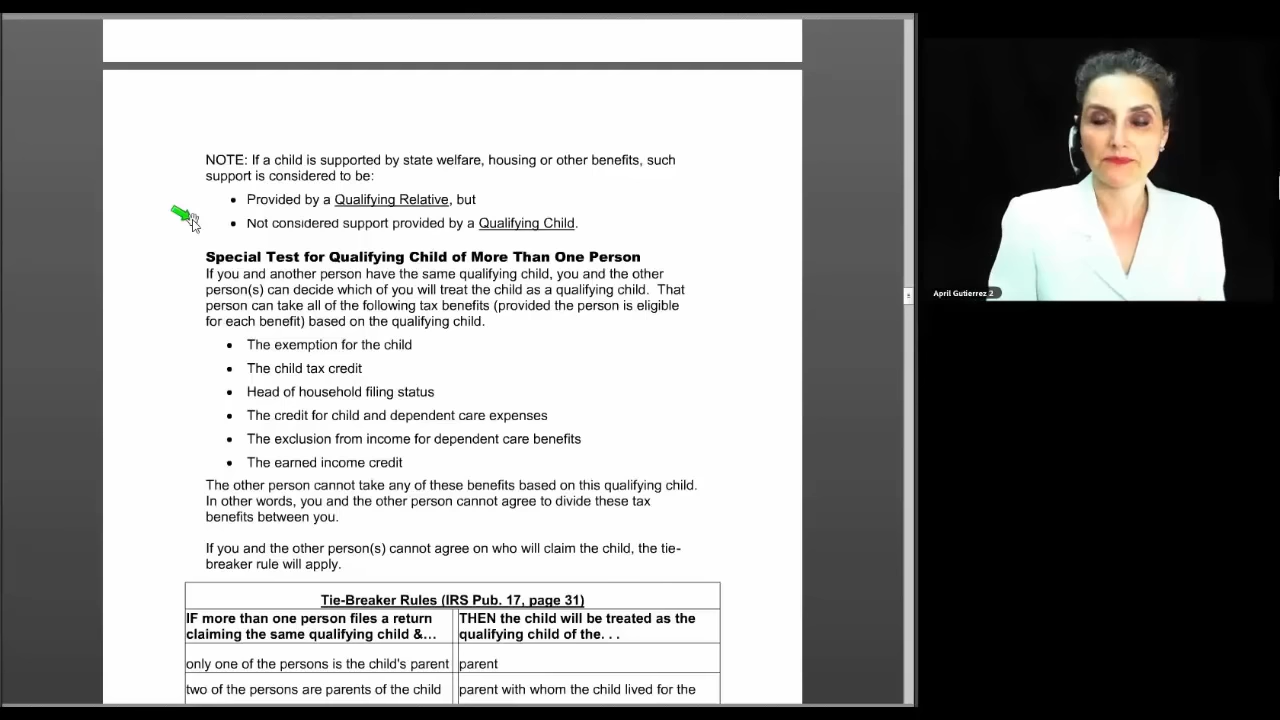 NOTE: If a child is supported by state welfare, housing or other benefits, such
support is considered to be:
• Provided by a Qualifying Relative, but
• Not considered support provided by a Qualifying Child.
Special Test for Qualifying Child of More Than One Person
If you and another person have the same qualifying child, you and the other
person(s) can decide which of you will treat the child as a qualifying child. That
person can take all of the following tax benefits (provided the person is eligible
for each benefit) based on the qualifying child.
• The exemption for the child
• The child tax credit
• Head of household filing status
• The credit for child and dependent care expenses
• The exclusion from income for dependent care benefits
• The earned income credit
The other person cannot take any of these benefits based on this qualifying child.
In other words, you and the other person cannot agree to divide these tax
benefits between you.
If you and the other person(s) cannot agree on who will claim the child, the tie-
breaker rule will apply.
Tie-Breaker Rules (IRS Pub. 17, page 31)
IF more than one person files a return
claiming the same qualifying child &...
THEN the child will be treated as the
qualifying child of the. . .
only one of the persons is the child's parent
parent
two of the persons are parents of the child
parent with whom the child lived for the
April Gutierrez 2